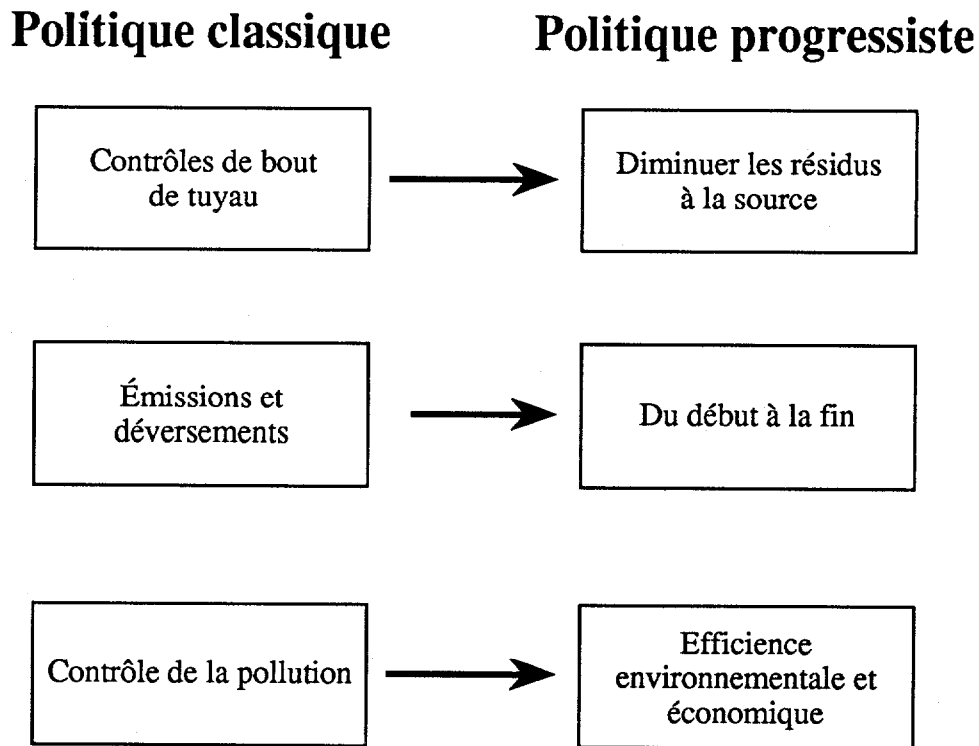 Politique classique
Politique progressiste
Contrôles de bout
de tuyau
Diminuer les résidus
à la source
Émissions et
déversements
Du début à la fin
Contrôle de la pollution
Efficience
environnementale et
économique